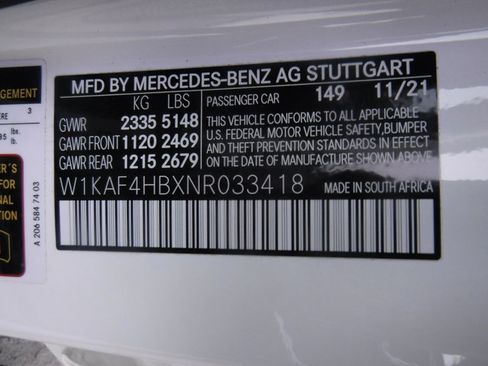 MFD BY MERCEDES-BENZ AG STUTTGART
KG LBS
GVWR 2335 5148
GAWR FRONT 1120 2469
GAWR REAR 1215 2679
PASSENGER CAR 149 11/21
THIS VEHICLE CONFORMS TO ALL APPLICABLE
U.S. FEDERAL MOTOR VEHICLE SAFETY, BUMPER
AND THEFT PREVENTION STANDARDS IN EFFECT
ON THE DATE OF MANUFACTURE SHOWN ABOVE.
W1KAF4HBXNR033418 MADE IN SOUTH AFRICA
AGEMENT
3
lbs.
A 206 584 74 03